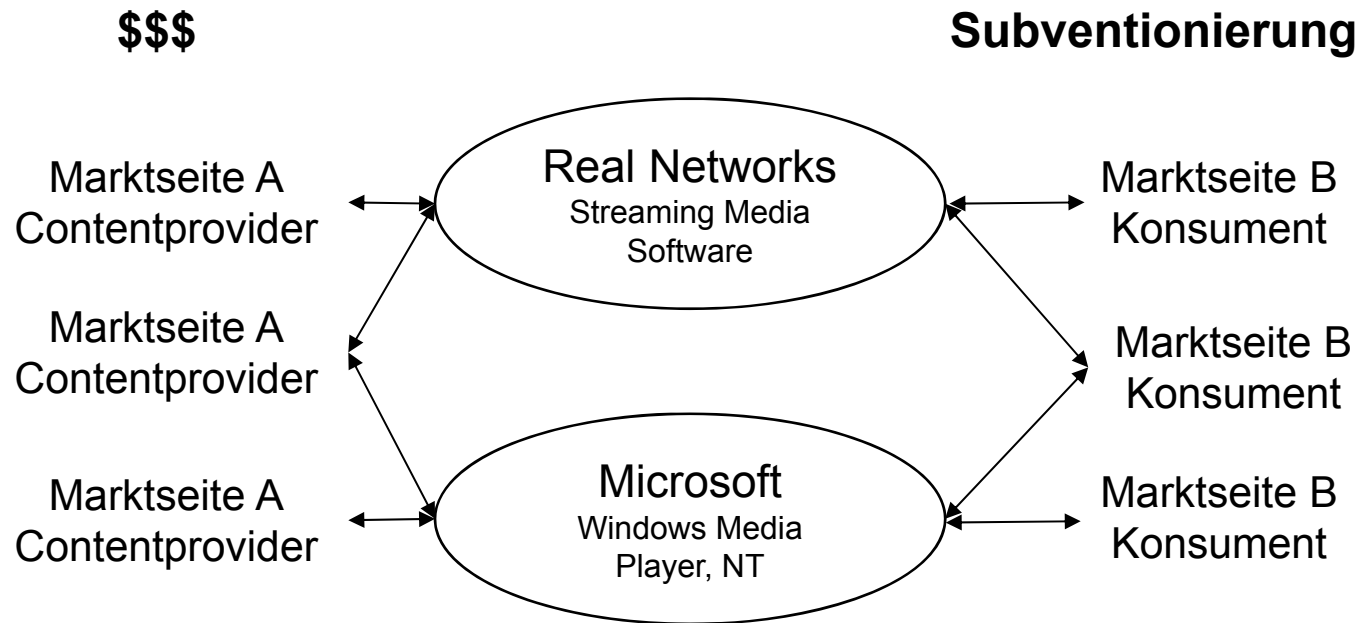 $$$
Subventionierung
Marktseite A
Contentprovider
Real Networks
Streaming Media
Software
Marktseite B
Konsument
Marktseite A
Contentprovider
Marktseite B
Konsument
Marktseite A
Contentprovider
Microsoft
Windows Media
Player, NT
Marktseite B
Konsument